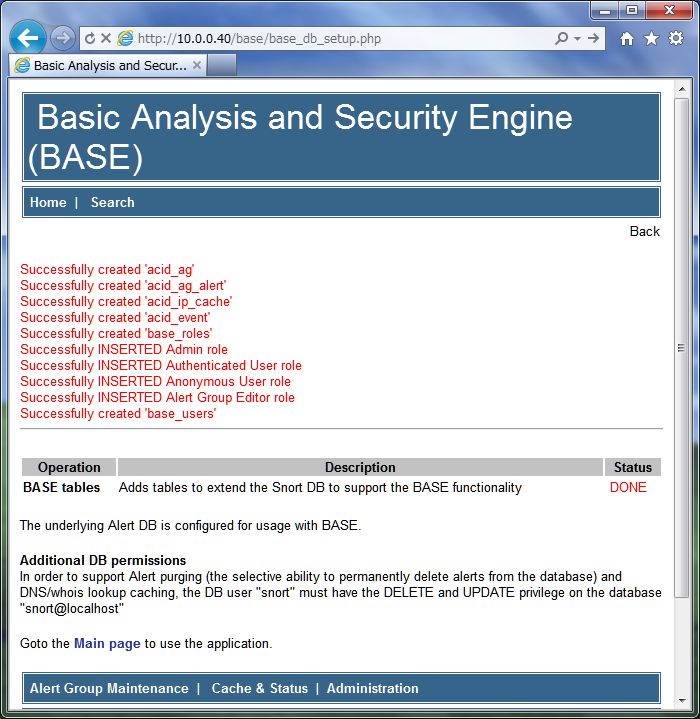 http://10.0.0.40/base/base_db_setup.php
Basic Analysis and Secur...
Basic Analysis and Security Engine
(BASE)
Home | Search
Back
Successfully created 'acid_ag'
Successfully created 'acid_ag_alert'
Successfully created 'acid_ip_cache'
Successfully created 'acid_event'
Successfully created 'base_roles'
Successfully INSERTED Admin role
Successfully INSERTED Authenticated User role
Successfully INSERTED Anonymous User role
Successfully INSERTED Alert Group Editor role
Successfully created 'base_users'
Operation Description Status
BASE tables Adds tables to extend the Snort DB to support the BASE functionality DONE
The underlying Alert DB is configured for usage with BASE.
Additional DB permissions
In order to support Alert purging (the selective ability to permanently delete alerts from the database) and
DNS/whois lookup caching, the DB user "snort" must have the DELETE and UPDATE privilege on the database
"snort@localhost"
Goto the Main page to use the application.
Alert Group Maintenance | Cache & Status | Administration